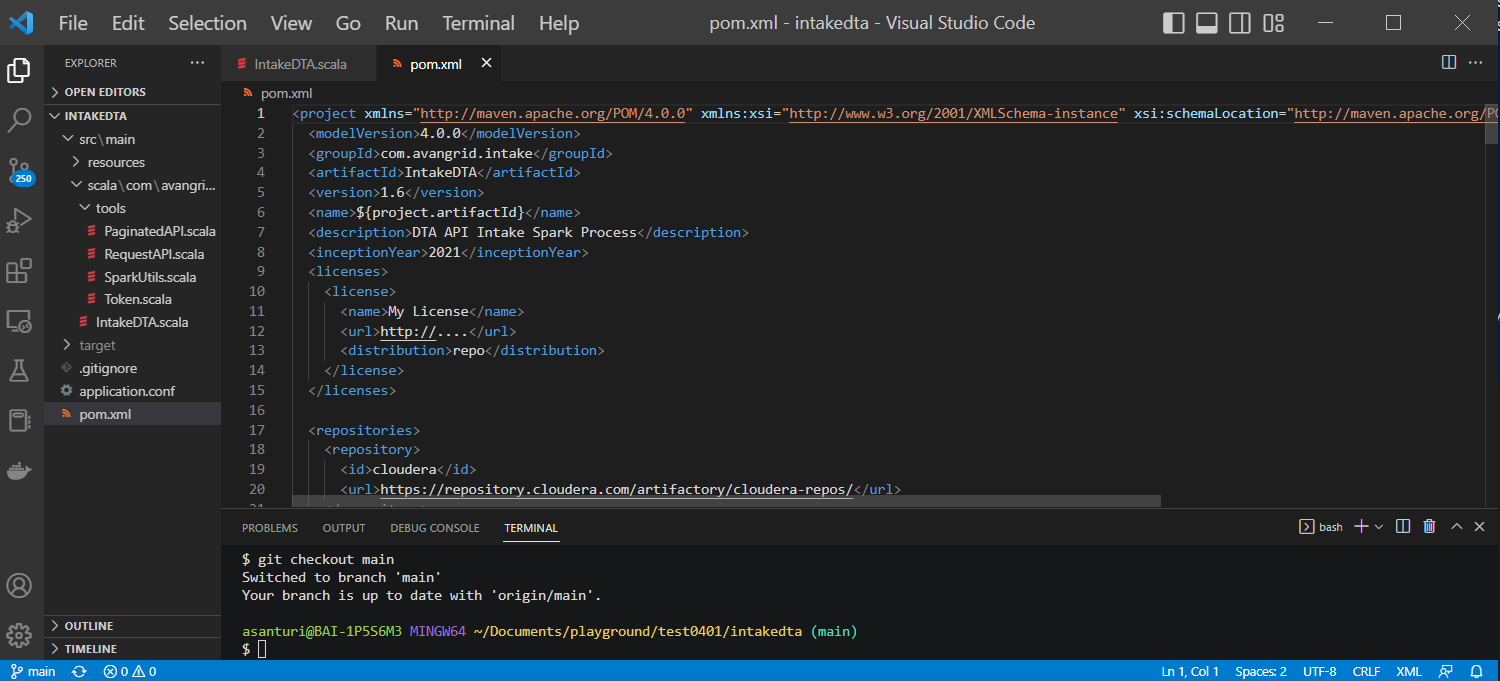 File Edit Selection View Go Run Terminal Help pom.xml - intakedta - Visual Studio Code
EXPLORER ···
OPEN EDITORS
INTAKEDTA
src\main
resources
scala\com\avangri...
tools
PaginatedAPI.scala
RequestAPI.scala
SparkUtils.scala
Token.scala
IntakeDTA.scala
target
.gitignore
application.conf
pom.xml
OUTLINE
TIMELINE
250
IntakeDTA.scala pom.xml
pom.xml
1 <project xmlns="http://maven.apache.org/POM/4.0.0" xmlns:xsi="http://www.w3.org/2001/XMLSchema-instance" xsi:schemaLocation="http://maven.apache.org/PO
2 <modelVersion>4.0.0</modelVersion>
3 <groupId>com.avangrid.intake</groupId>
4 <artifactId>IntakeDTA</artifactId>
5 <version>1.6</version>
6 <name>${project.artifactId}</name>
7 <description>DTA API Intake Spark Process</description>
8 <inceptionYear>2021</inceptionYear>
9 <licenses>
10 <license>
11 <name>My License</name>
12 <url>http://....</url>
13 <distribution>repo</distribution>
14 </license>
15 </licenses>
16
17 <repositories>
18 <repository>
19 <id>cloudera</id>
20 <url>https://repository.cloudera.com/artifactory/cloudera-repos/</url>
PROBLEMS OUTPUT DEBUG CONSOLE TERMINAL bash
$ git checkout main
Switched to branch 'main'
Your branch is up to date with 'origin/main'.
asanturi@BAI-1P5S6M3 MINGW64 ~/Documents/playground/test0401/intakedta (main)
$
main 0 0 Ln 1, Col 1 Spaces: 2 UTF-8 CRLF XML